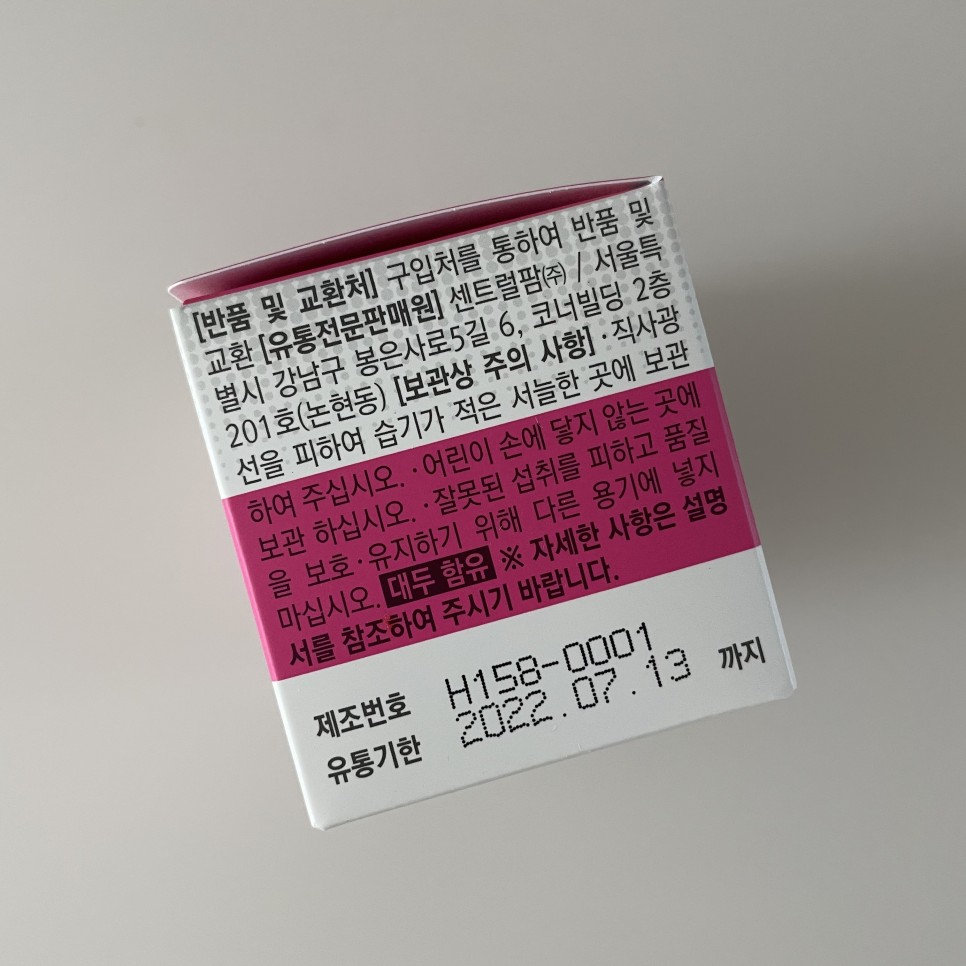 [반품 및 교환처] 구입처를 통하여 반품 및
교환 [유통전문판매원] 센트럴팜(주) / 서울특
별시 강남구 봉은사로5길 6, 코너빌딩 2층
201호(논현동) [보관상 주의 사항] · 직사광
선을 피하여 습기가 적은 서늘한 곳에 보관
하여 주십시오. · 어린이 손에 닿지 않는 곳에
보관 하십시오. · 잘못된 섭취를 피하고 품질
을 보호·유지하기 위해 다른 용기에 넣지
마십시오. 대두 함유 ※ 자세한 사항은 설명
서를 참조하여 주시기 바랍니다.
제조번호 H158-0001
유통기한 2022.07.13 까지